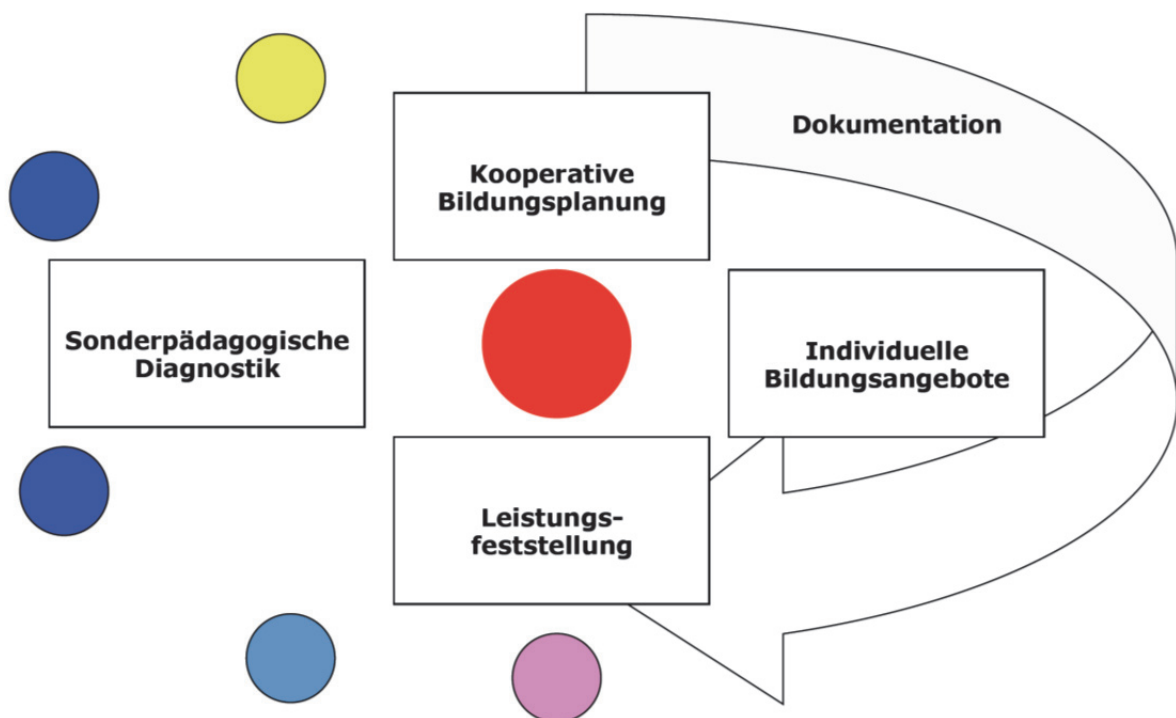 Dokumentation
Kooperative
Bildungsplanung
Sonderpädagogische
Diagnostik
Individuelle
Bildungsangebote
Leistungs-
feststellung